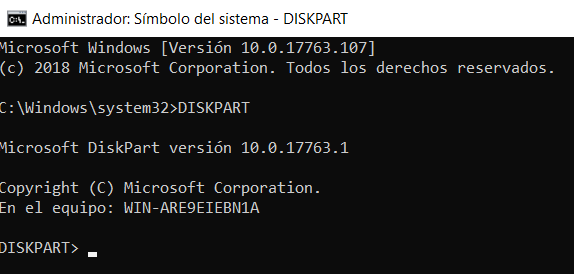 Administrador: Símbolo del sistema - DISKPART
Microsoft Windows [Versión 10.0.17763.107]
(c) 2018 Microsoft Corporation. Todos los derechos reservados.
C:\Windows\system32>DISKPART
Microsoft DiskPart versión 10.0.17763.1
Copyright (C) Microsoft Corporation.
En el equipo: WIN-ARE9EIEBN1A
DISKPART>